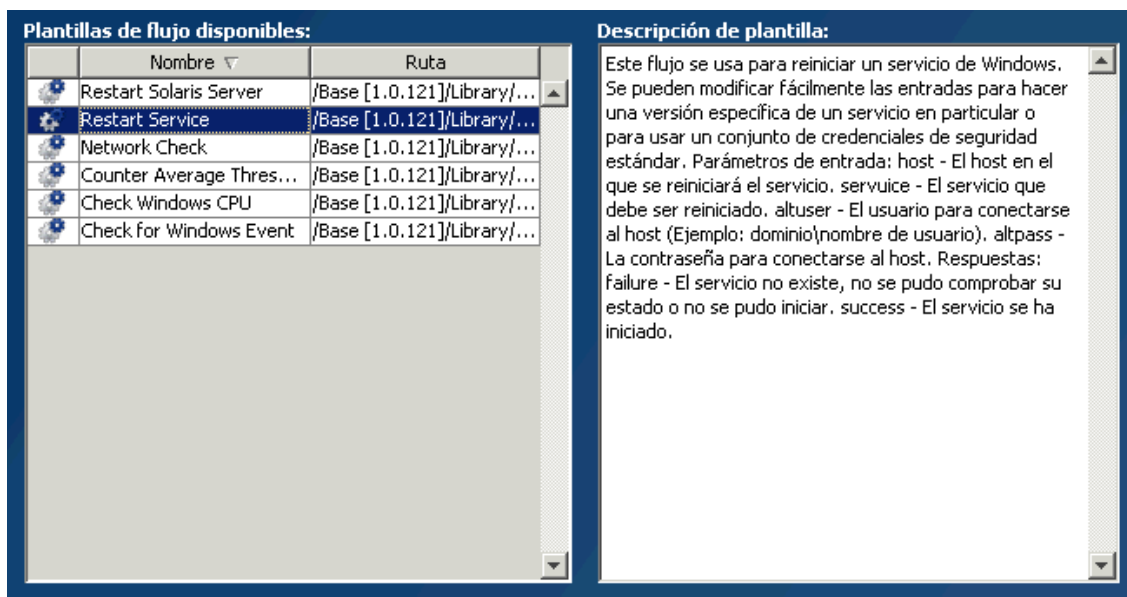 Plantillas de flujo disponibles:
Nombre Ruta
Restart Solaris Server /Base [1.0.121]/Library/...
Restart Service /Base [1.0.121]/Library/...
Network Check /Base [1.0.121]/Library/...
Counter Average Thres... /Base [1.0.121]/Library/...
Check Windows CPU /Base [1.0.121]/Library/...
Check for Windows Event /Base [1.0.121]/Library/...
Descripción de plantilla:
Este flujo se usa para reiniciar un servicio de Windows.
Se pueden modificar fácilmente las entradas para hacer
una versión específica de un servicio en particular o
para usar un conjunto de credenciales de seguridad
estándar. Parámetros de entrada: host - El host en el
que se reiniciará el servicio. servuice - El servicio que
debe ser reiniciado. altuser - El usuario para conectarse
al host (Ejemplo: dominio\nombre de usuario). altpass -
La contraseña para conectarse al host. Respuestas:
failure - El servicio no existe, no se pudo comprobar su
estado o no se pudo iniciar. success - El servicio se ha
iniciado.